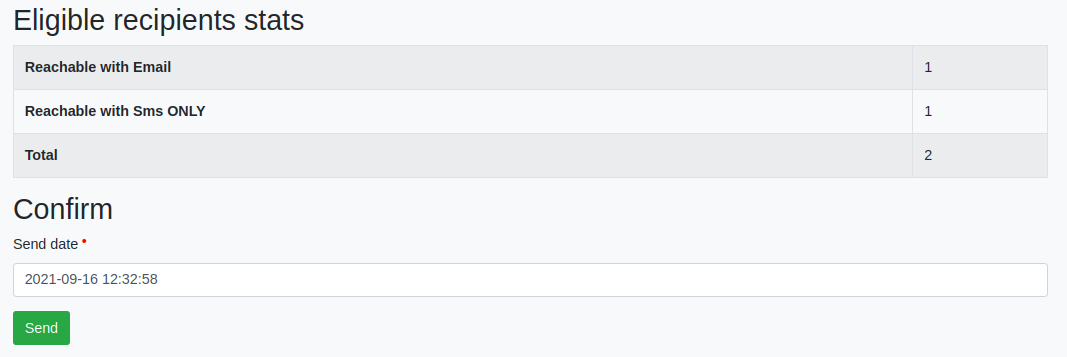 Eligible recipients stats
Reachable with Email 1
Reachable with Sms ONLY 1
Total 2
Confirm
Send date •
2021-09-16 12:32:58
Send